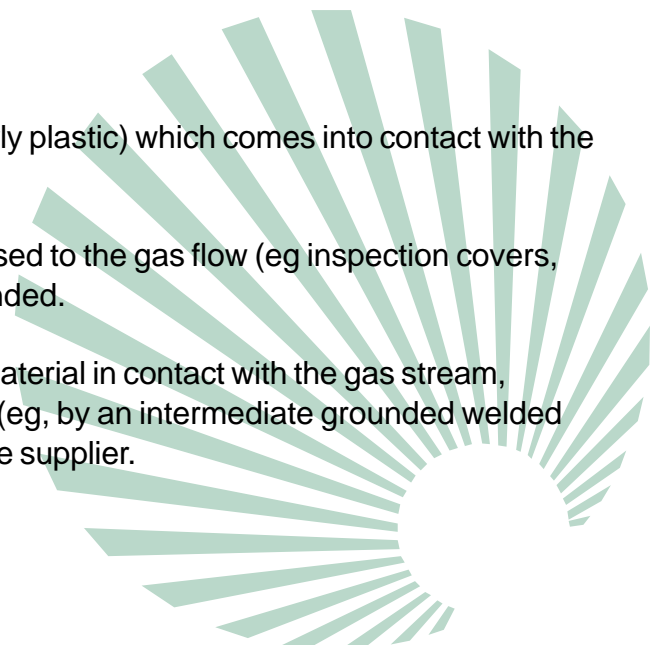 ly plastic) which comes into contact with the
sed to the gas flow (eg inspection covers,
nded.
aterial in contact with the gas stream,
(eg, by an intermediate grounded welded
e supplier.